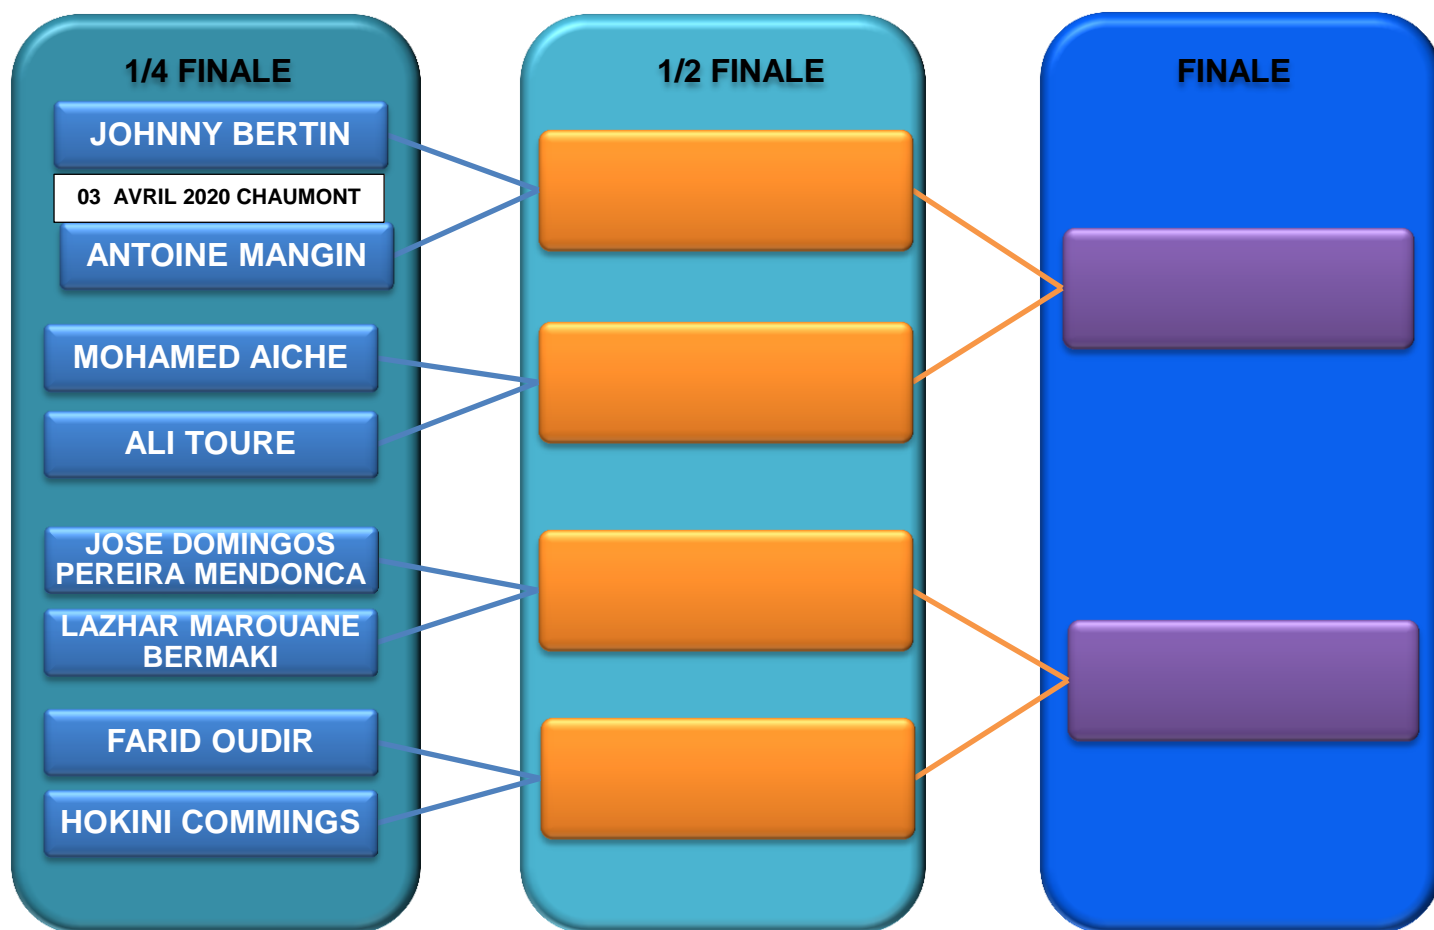 1/4 FINALE
JOHNNY BERTIN
03 AVRIL 2020 CHAUMONT
ANTOINE MANGIN
MOHAMED AICHE
ALI TOURE
JOSE DOMINGOS
PEREIRA MENDONCA
LAZHAR MAROUANE
BERMAKI
FARID OUDIR
HOKINI COMMINGS
1/2 FINALE
FINALE